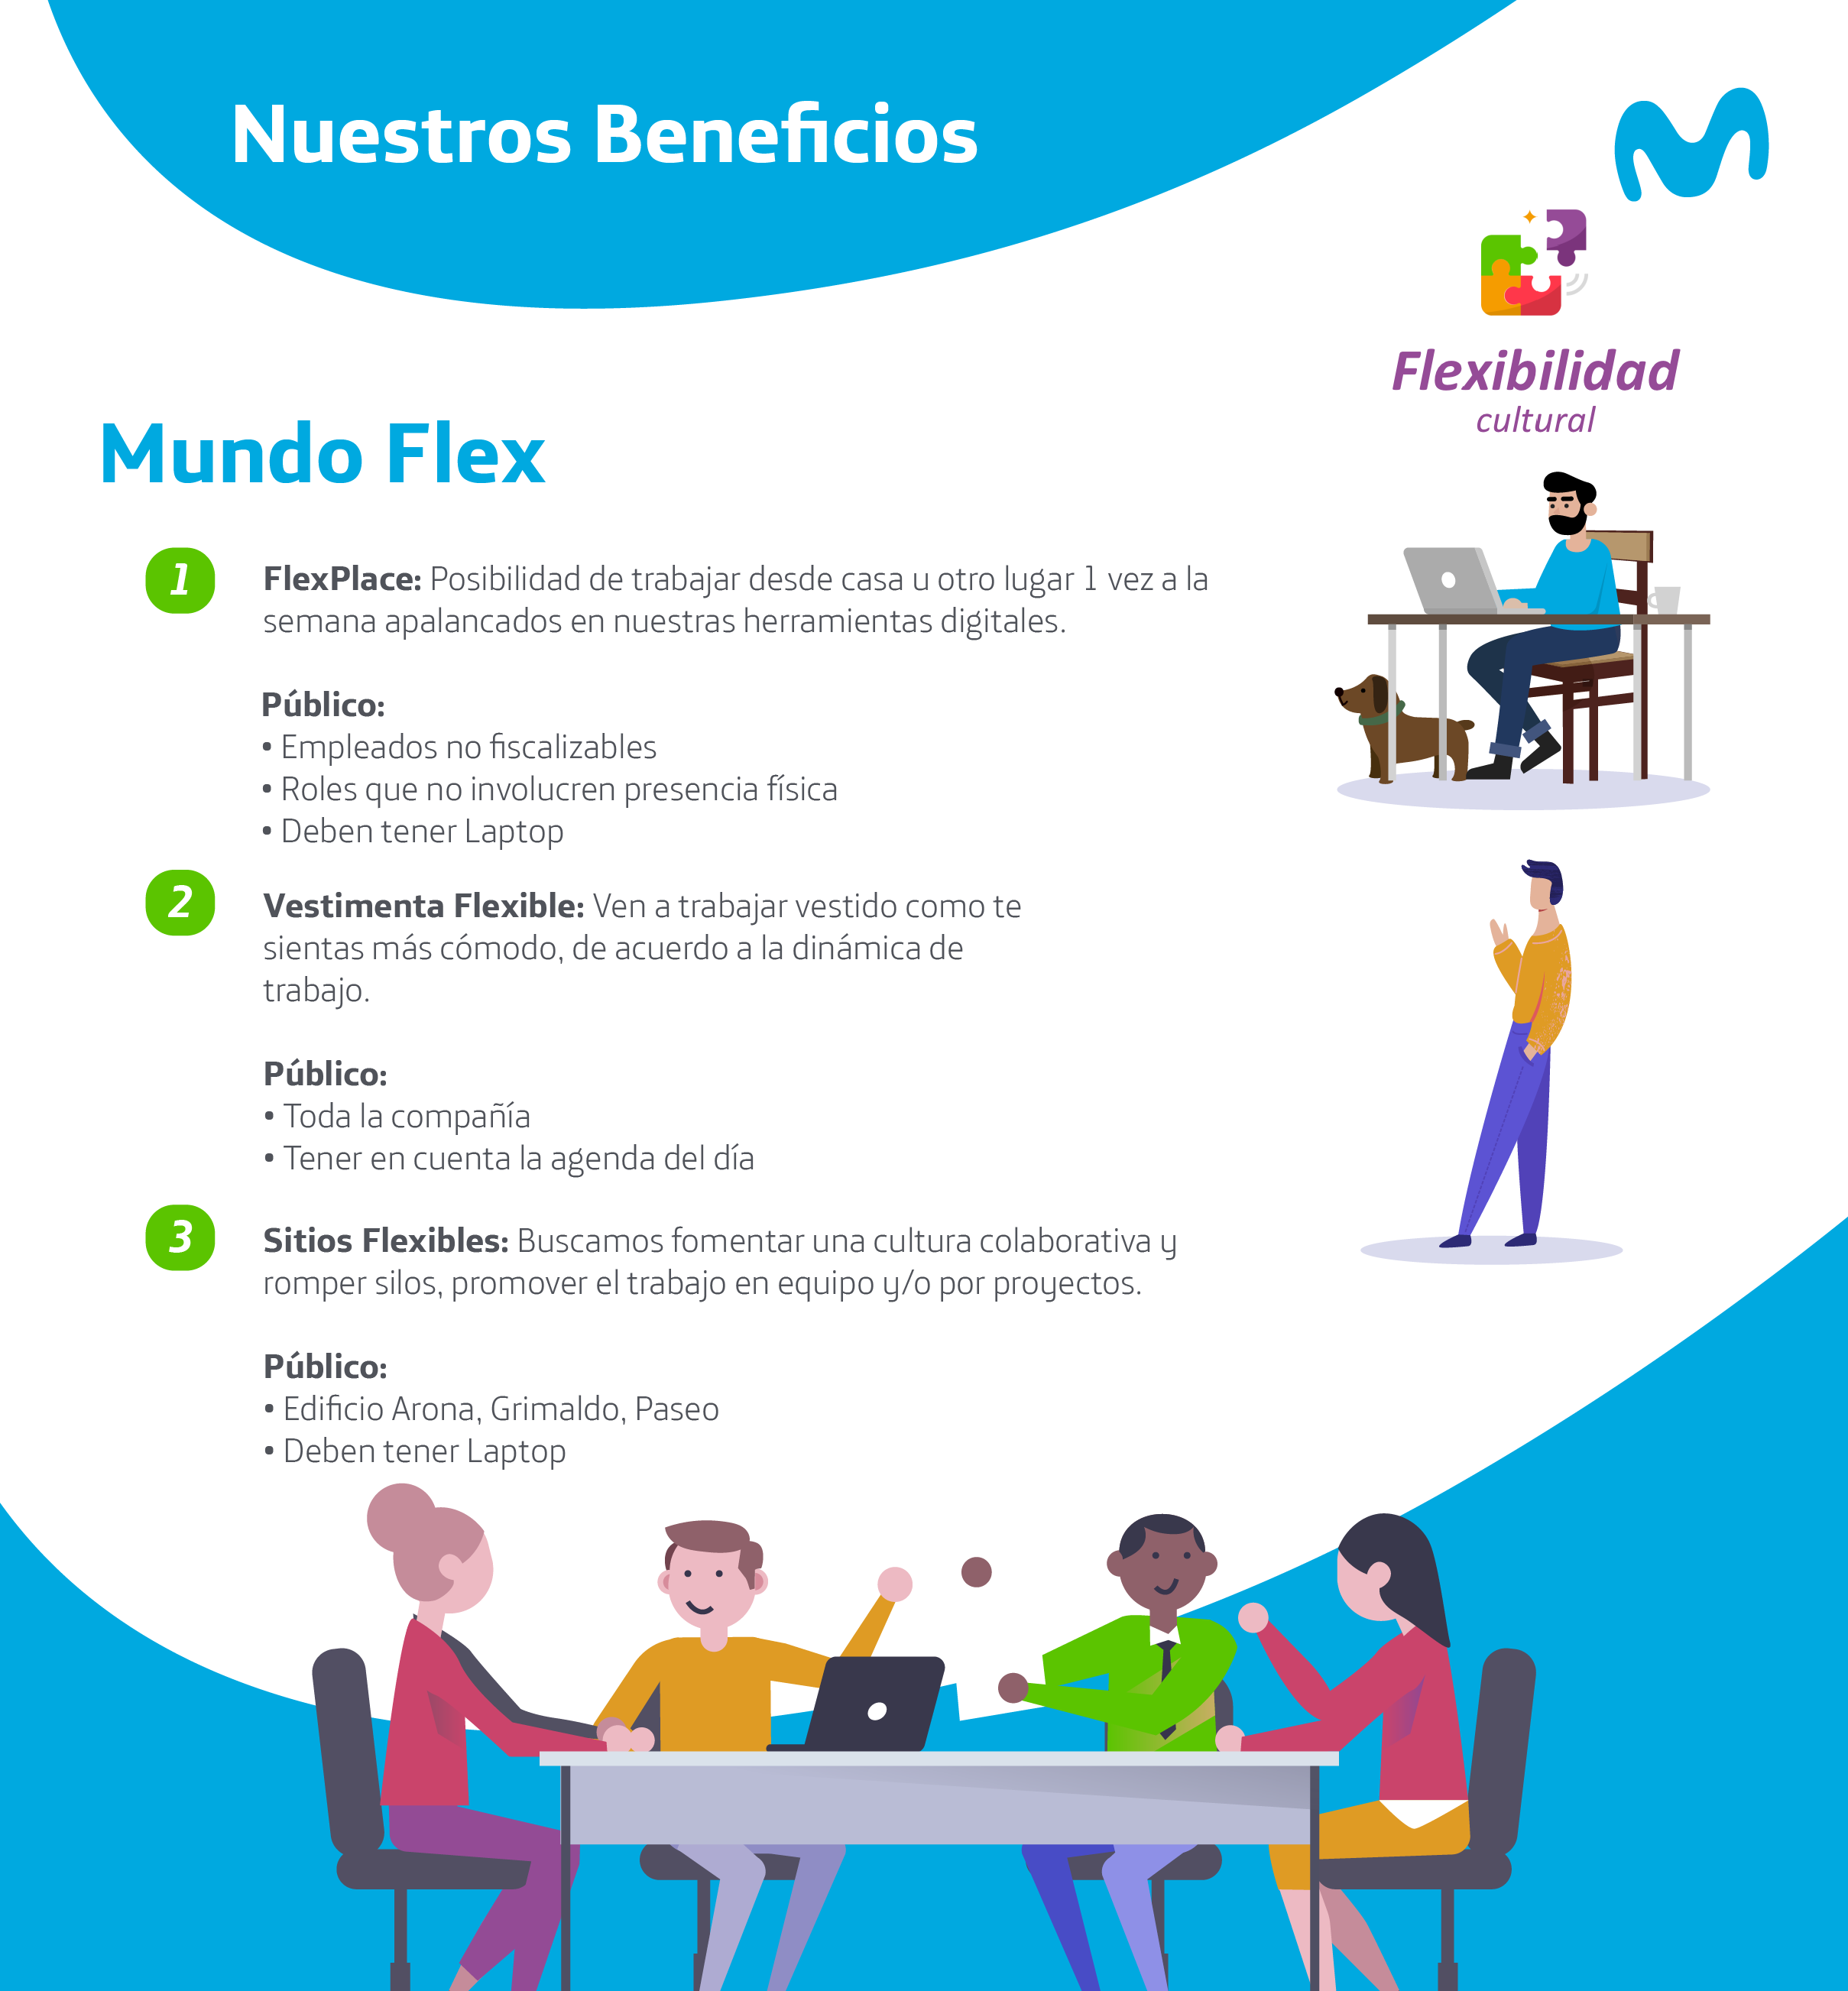 Nuestros Beneficios
Flexibilidad
cultural
Mundo Flex
1
FlexPlace: Posibilidad de trabajar desde casa u otro lugar 1 vez a la
semana apalancados en nuestras herramientas digitales.
Público:
• Empleados no fiscalizables
• Roles que no involucren presencia física
• Deben tener Laptop
2
Vestimenta Flexible: Ven a trabajar vestido como te
sientas más cómodo, de acuerdo a la dinámica de
trabajo.
Público:
• Toda la compañía
• Tener en cuenta la agenda del día
3
Sitios Flexibles: Buscamos fomentar una cultura colaborativa y
romper silos, promover el trabajo en equipo y/o por proyectos.
Público:
• Edificio Arona, Grimaldo, Paseo
• Deben tener Laptop